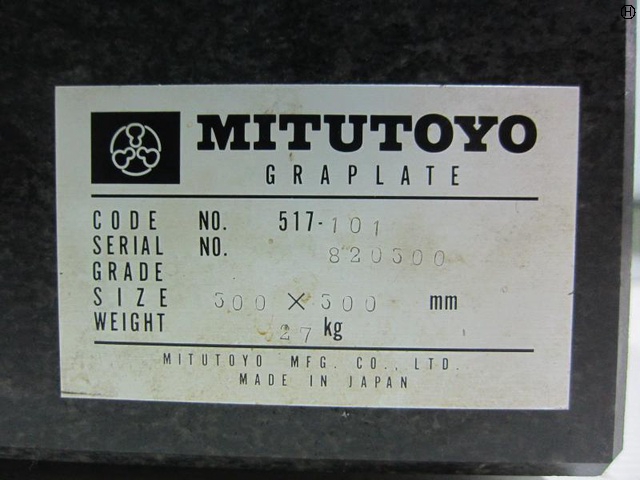 MITUTOYO
GRAPLATE
CODE NO. 517-101
SERIAL NO. 820300
GRADE
SIZE 300 × 300 mm
WEIGHT 27 kg
MITUTOYO MFG. CO., LTD.
MADE IN JAPAN
H